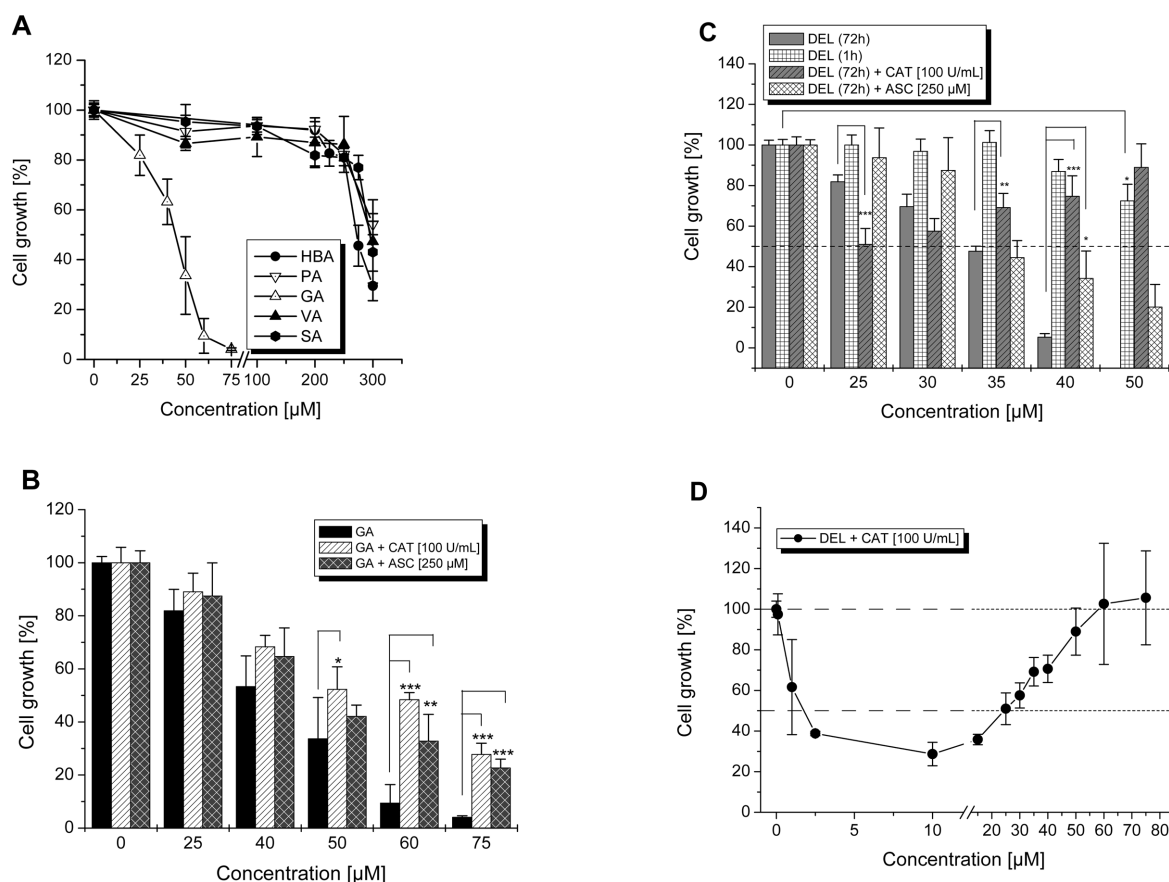 A
120
100
80
60
40
20
0
Cell growth [%]
HBA
PA
GA
VA
SA
0 25 50 75 100 200 300
Concentration [µM]
B
120
100
80
60
40
20
0
Cell growth [%]
GA
GA + CAT [100 U/mL]
GA + ASC [250 µM]
*
***
**
***
***
0 25 40 50 60 75
Concentration [µM]
C
DEL (72h)
DEL (1h)
DEL (72h) + CAT [100 U/mL]
DEL (72h) + ASC [250 µM]
140
120
100
80
60
40
20
0
Cell growth [%]
***
**
***
*
*
0 25 30 35 40 50
Concentration [µM]
D
140
120
100
80
60
40
20
0
Cell growth [%]
DEL + CAT [100 U/mL]
0 5 10 20 30 40 50 60 70 80
Concentration [µM]